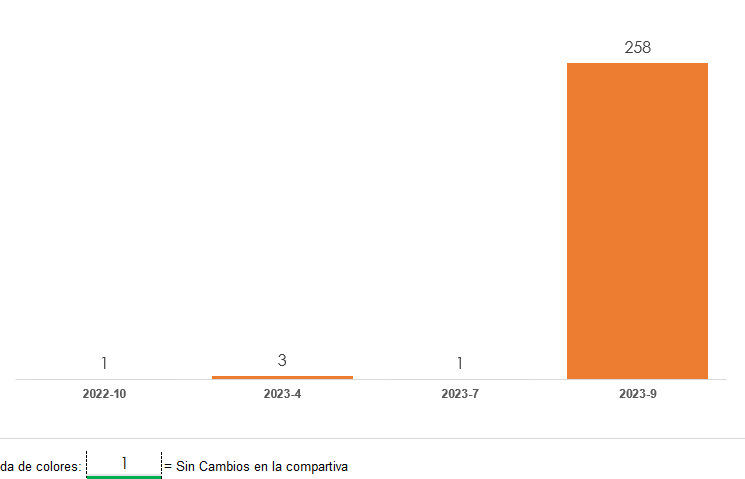 258
1 3 1
2022-10 2023-4 2023-7 2023-9
da de colores: 1 = Sin Cambios en la compartiva